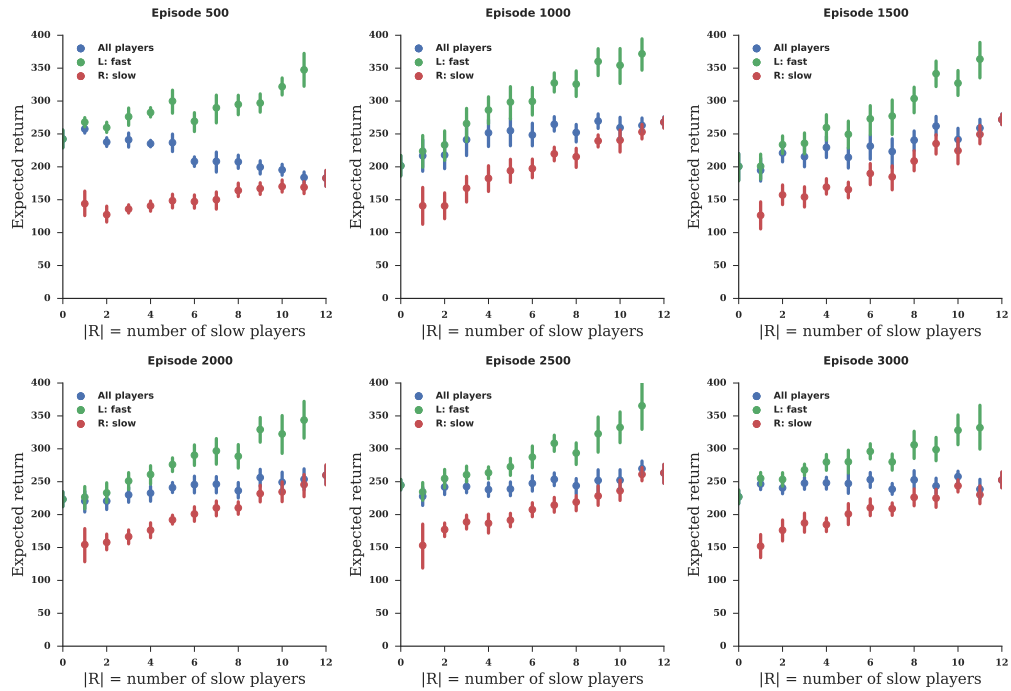 Episode 500
Expected return
400
350
300
250
200
150
100
50
0
All players
L: fast
R: slow
0 2 4 6 8 10 12
|R| = number of slow players
Episode 1000
Expected return
400
350
300
250
200
150
100
50
0
All players
L: fast
R: slow
0 2 4 6 8 10 12
|R| = number of slow players
Episode 1500
Expected return
400
350
300
250
200
150
100
50
0
All players
L: fast
R: slow
0 2 4 6 8 10 12
|R| = number of slow players
Episode 2000
Expected return
400
350
300
250
200
150
100
50
0
All players
L: fast
R: slow
0 2 4 6 8 10 12
|R| = number of slow players
Episode 2500
Expected return
400
350
300
250
200
150
100
50
0
All players
L: fast
R: slow
0 2 4 6 8 10 12
|R| = number of slow players
Episode 3000
Expected return
400
350
300
250
200
150
100
50
0
All players
L: fast
R: slow
0 2 4 6 8 10 12
|R| = number of slow players